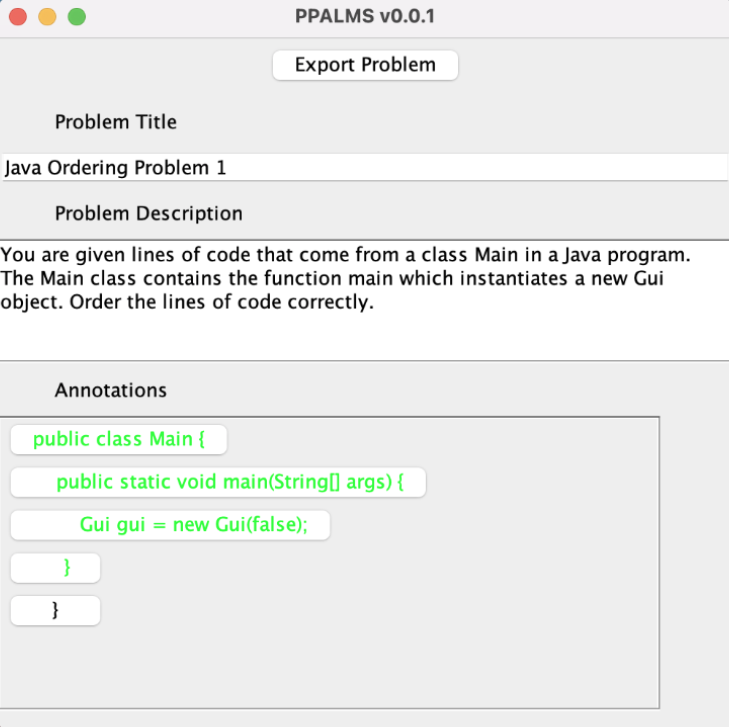 PPALMS v0.0.1
Export Problem
Problem Title
Java Ordering Problem 1
Problem Description
You are given lines of code that come from a class Main in a Java program.
The Main class contains the function main which instantiates a new Gui
object. Order the lines of code correctly.
Annotations
public class Main {
public static void main(String[] args) {
Gui gui = new Gui(false);
}
}